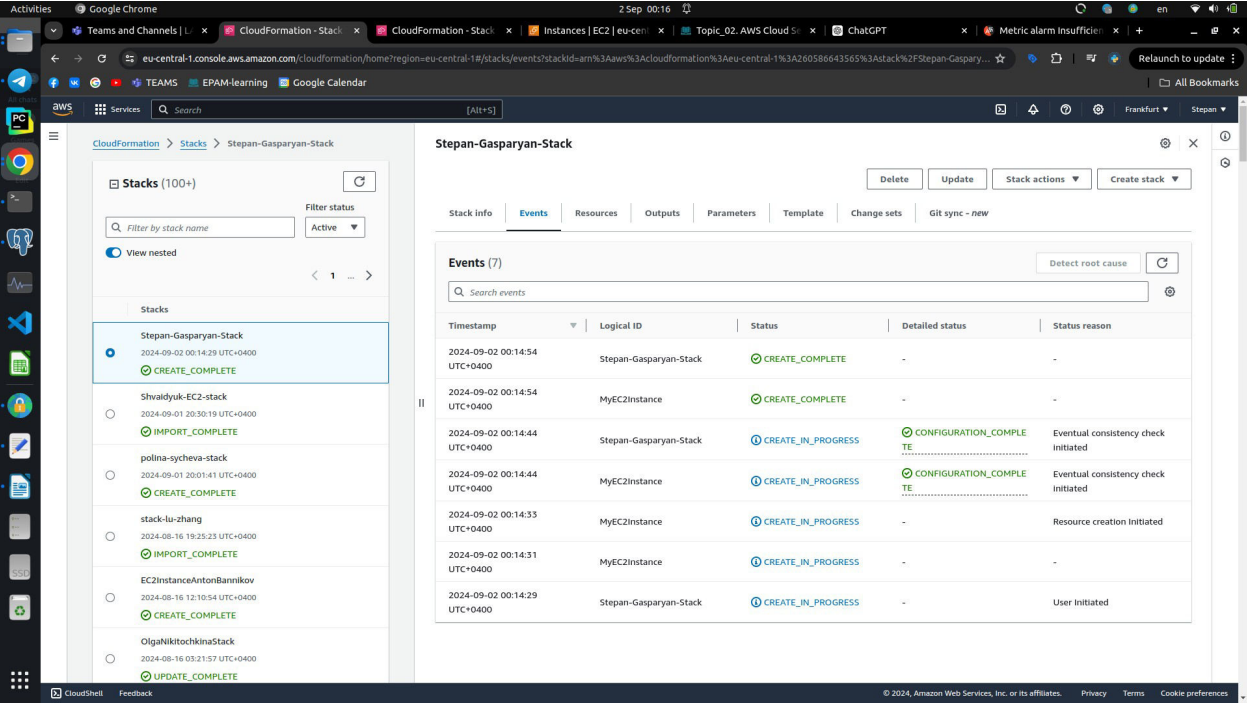 Activities
Google Chrome
2 Sep 00:16
en
Teams and Channels | L
CloudFormation - Stack
CloudFormation - Stack
Instances | EC2 | eu-cent
Topic_02. AWS Cloud Se
ChatGPT
Metric alarm Insufficien
eu-central-1.console.aws.amazon.com/cloudformation/home?region=eu-central-1#/stacks/events?stackId=arn%3Aaws%3Acloudformation%3Aeu-central-1%3A260586643565%3Astack%2FStepan-Gaspary...
Relaunch to update
TEAMS
EPAM-learning
Google Calendar
All Bookmarks
aws
Services
Search
[Alt+S]
Frankfurt
Stepan
CloudFormation > Stacks > Stepan-Gasparyan-Stack
Stacks (100+)
Filter status
Filter by stack name
Active
View nested
1 ...
Stacks
Stepan-Gasparyan-Stack
2024-09-02 00:14:29 UTC+0400
CREATE_COMPLETE
Shvaidyuk-EC2-stack
2024-09-01 20:30:19 UTC+0400
IMPORT_COMPLETE
polina-sycheva-stack
2024-09-01 20:01:41 UTC+0400
CREATE_COMPLETE
stack-lu-zhang
2024-08-16 19:25:23 UTC+0400
IMPORT_COMPLETE
EC2InstanceAntonBannikov
2024-08-16 12:10:54 UTC+0400
CREATE_COMPLETE
OlgaNikitochkinaStack
2024-08-16 03:21:57 UTC+0400
UPDATE_COMPLETE
Stepan-Gasparyan-Stack
Delete
Update
Stack actions
Create stack
Stack info
Events
Resources
Outputs
Parameters
Template
Change sets
Git sync - new
Events (7)
Detect root cause
Search events
Timestamp
Logical ID
Status
Detailed status
Status reason
2024-09-02 00:14:54
UTC+0400
Stepan-Gasparyan-Stack
CREATE_COMPLETE
-
-
2024-09-02 00:14:54
UTC+0400
MyEC2Instance
CREATE_COMPLETE
-
-
2024-09-02 00:14:44
UTC+0400
Stepan-Gasparyan-Stack
CREATE_IN_PROGRESS
CONFIGURATION_COMPLE
TE
Eventual consistency check
initiated
2024-09-02 00:14:44
UTC+0400
MyEC2Instance
CREATE_IN_PROGRESS
CONFIGURATION_COMPLE
TE
Eventual consistency check
initiated
2024-09-02 00:14:33
UTC+0400
MyEC2Instance
CREATE_IN_PROGRESS
-
Resource creation Initiated
2024-09-02 00:14:31
UTC+0400
MyEC2Instance
CREATE_IN_PROGRESS
-
-
2024-09-02 00:14:29
UTC+0400
Stepan-Gasparyan-Stack
CREATE_IN_PROGRESS
-
User Initiated
CloudShell
Feedback
© 2024, Amazon Web Services, Inc. or its affiliates.
Privacy
Terms
Cookie preferences
PC
SSD